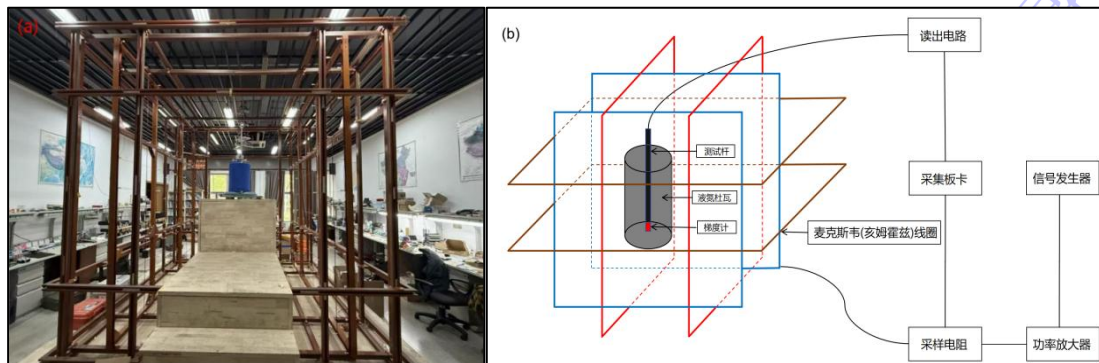 (a)
(b)
读出电路
测试杆
采集板卡
信号发生器
液氮杜瓦
梯度计
麦克斯韦(亥姆霍兹)线圈
采样电阻
功率放大器